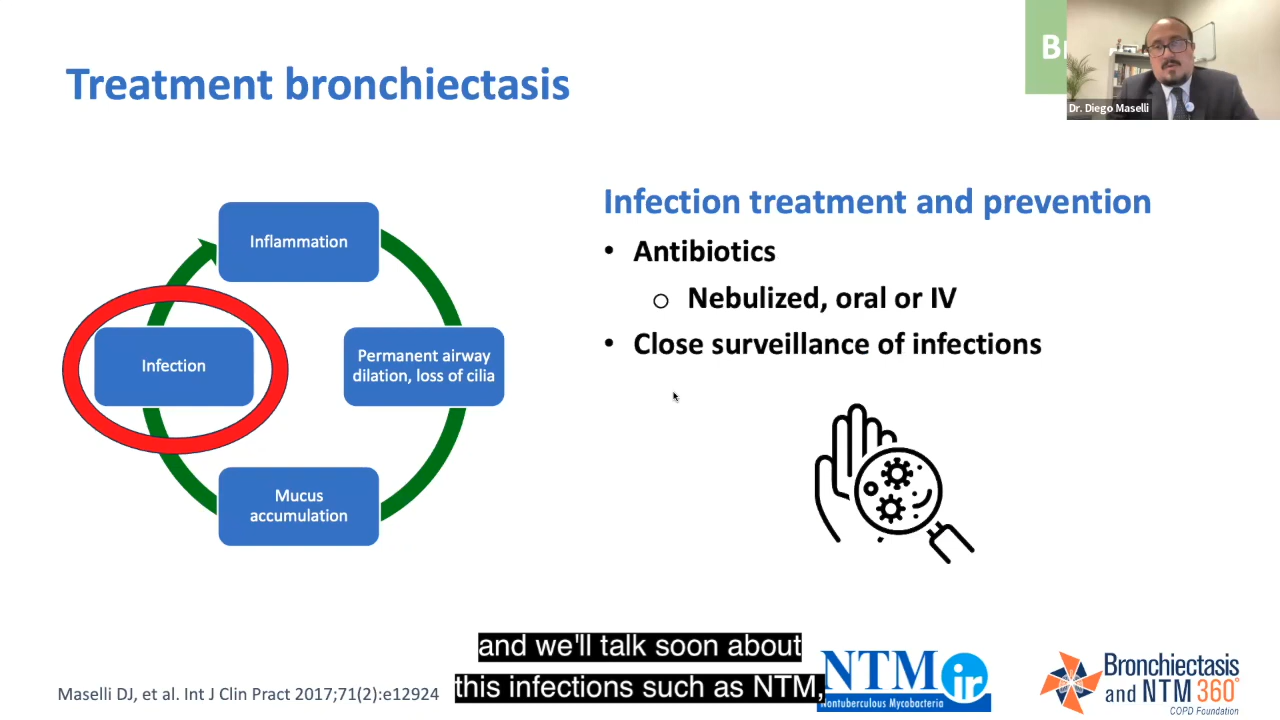 Treatment bronchiectasis
Br
Dr. Diego Maselli
Inflammation
Infection
Permanent airway
dilation, loss of cilia
Mucus
accumulation
Infection treatment and prevention
• Antibiotics
o Nebulized, oral or IV
• Close surveillance of infections
and we'll talk soon about
this infections such as NTM,
Maselli DJ, et al. Int J Clin Pract 2017;71(2):e12924
NTMir
Nontuberculous Mycobacteria
Bronchiectasis
and NTM 360°
COPD Foundation